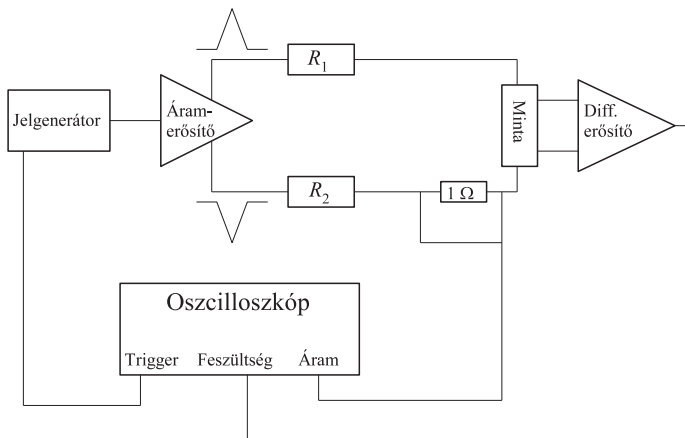 R1
Jelgenerátor
Áram-
erősítő
Minta
Diff.
erősítő
R2
1 Ω
Oszcilloszkóp
Trigger Feszültség Áram